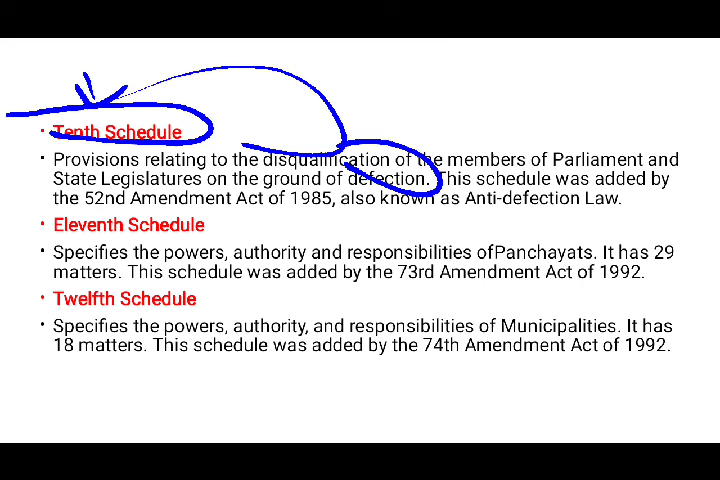 • Tenth Schedule
• Provisions relating to the disqualification of the members of Parliament and
State Legislatures on the ground of defection. This schedule was added by
the 52nd Amendment Act of 1985, also known as Anti-defection Law.
• Eleventh Schedule
• Specifies the powers, authority and responsibilities ofPanchayats. It has 29
matters. This schedule was added by the 73rd Amendment Act of 1992.
• Twelfth Schedule
• Specifies the powers, authority, and responsibilities of Municipalities. It has
18 matters. This schedule was added by the 74th Amendment Act of 1992.